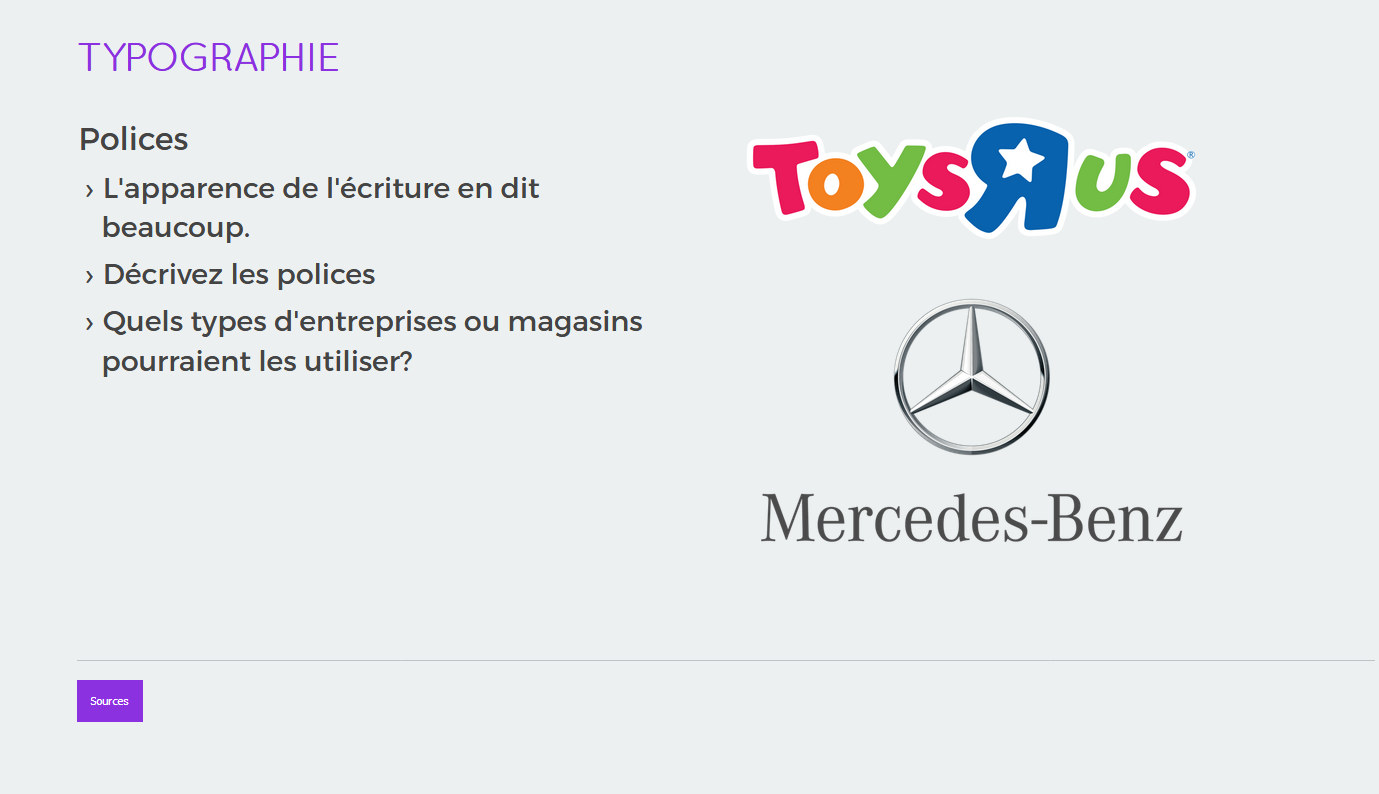 TYPOGRAPHIE
Polices
› L'apparence de l'écriture en dit
beaucoup.
› Décrivez les polices
› Quels types d'entreprises ou magasins
pourraient les utiliser?
ToysЯus®
Mercedes-Benz
Sources